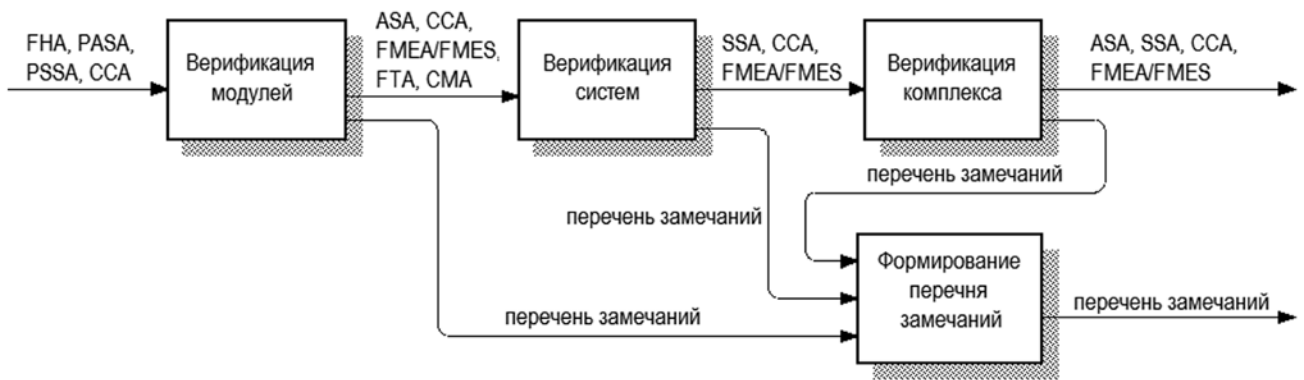 FHA, PASA,
PSSA, CCA
Верификация
модулей
ASA, CCA,
FMEA/FMES,
FTA, CMA
Верификация
систем
SSA, CCA,
FMEA/FMES
Верификация
комплекса
ASA, SSA, CCA,
FMEA/FMES
перечень замечаний
перечень замечаний
перечень замечаний
Формирование
перечня
замечаний
перечень замечаний